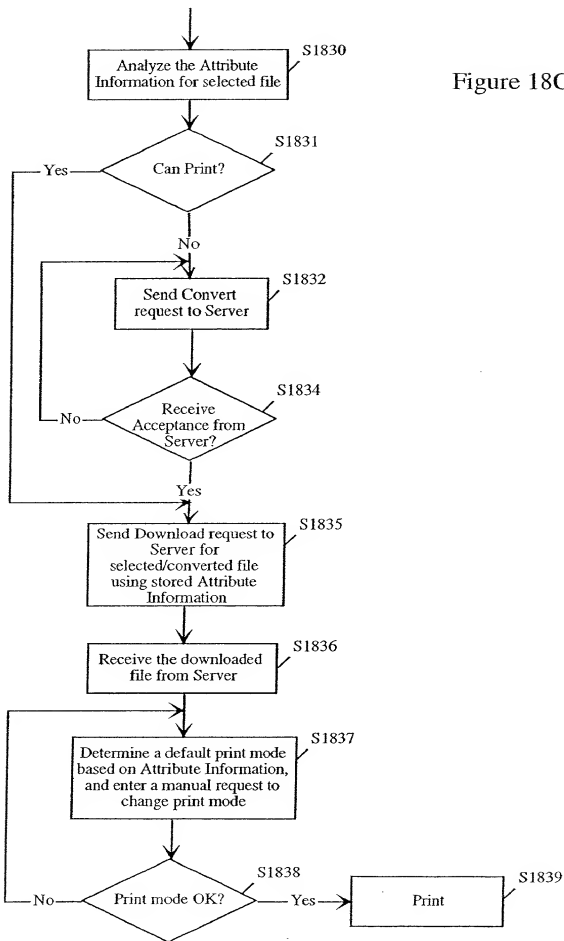 S1830
Analyze the Attribute
Information for selected file
Figure 18C
S1831
Can Print?
Yes
No
S1832
Send Convert
request to Server
S1834
Receive
Acceptance from
Server?
No
Yes
S1835
Send Download request to
Server for
selected/converted file
using stored Attribute
Information
S1836
Receive the downloaded
file from Server
S1837
Determine a default print mode
based on Attribute Information,
and enter a manual request to
change print mode
S1838
Print mode OK?
No
Yes
S1839
Print